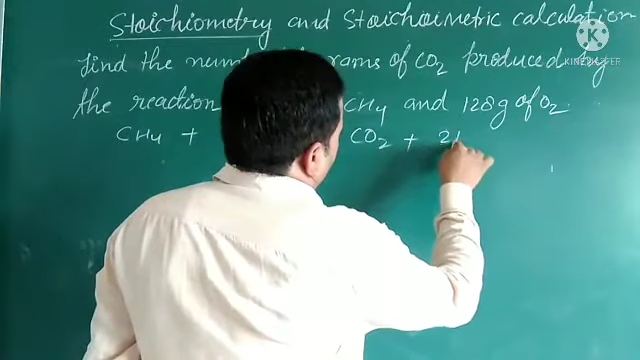 Stoichiometry and Stoichiometric calculation
find the grams of CO2 produced by
the reaction CH4 and 128g of O2
CH4 + CO2 + 2
KINEMASTER